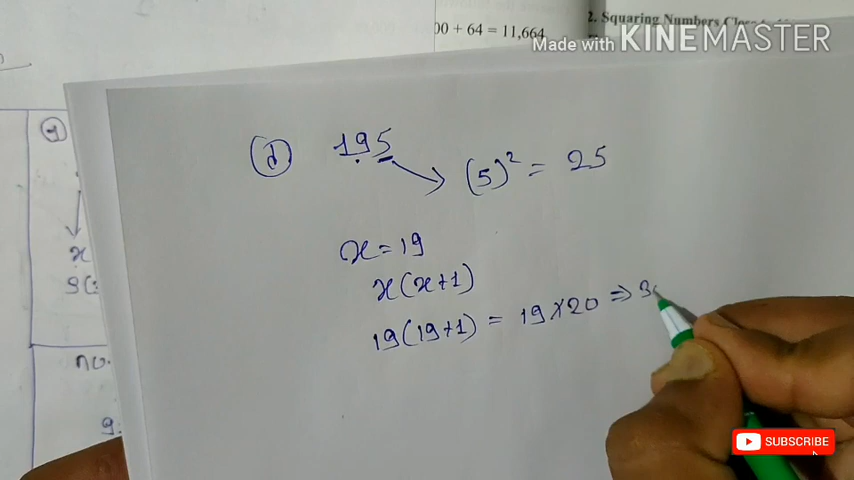 2. Squaring Numbers
00 + 64 = 11,664
Made with KINEMASTER
(d) 195 (5)² = 25
x = 19
x(x+1)
19(19+1) = 19×20 ⇒
SUBSCRIBE